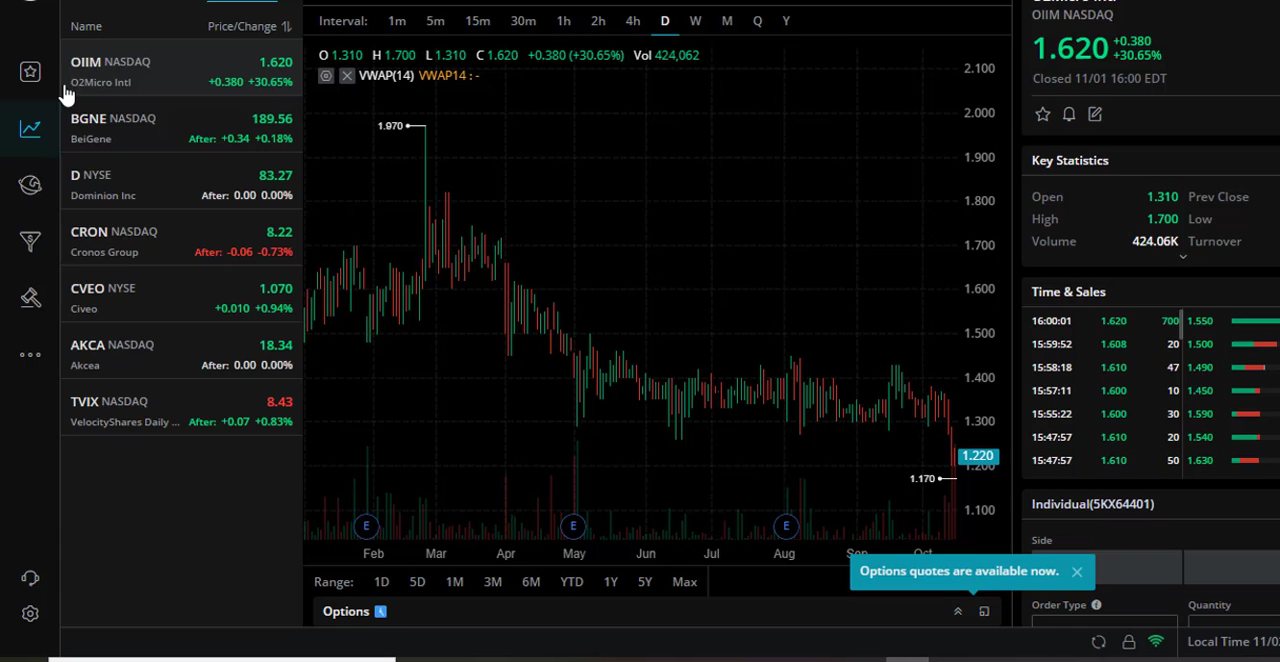 Name Price/Change
OIIM NASDAQ 1.620
O2Micro Intl +0.380 +30.65%
BGNE NASDAQ 189.56
BeiGene After: +0.34 +0.18%
D NYSE 83.27
Dominion Inc After: 0.00 0.00%
CRON NASDAQ 8.22
Cronos Group After: -0.06 -0.73%
CVEO NYSE 1.070
Civeo +0.010 +0.94%
AKCA NASDAQ 18.34
Akcea After: 0.00 0.00%
TVIX NASDAQ 8.43
VelocityShares Daily ... After: +0.07 +0.83%
Interval: 1m 5m 15m 30m 1h 2h 4h D W M Q Y
O 1.310 H 1.700 L 1.310 C 1.620 +0.380 (+30.65%) Vol 424,062
VWAP(14) VWAP14 : -
2.100
2.000
1.970
1.900
1.800
1.700
1.600
1.500
1.400
1.300
1.220
1.200
1.170
1.100
E E E
Feb Mar Apr May Jun Jul Aug Sep Oct
Range: 1D 5D 1M 3M 6M YTD 1Y 5Y Max
Options quotes are available now.
Options
OIIM NASDAQ
1.620 +0.380
+30.65%
Closed 11/01 16:00 EDT
Key Statistics
Open 1.310 Prev Close
High 1.700 Low
Volume 424.06K Turnover
Time & Sales
16:00:01 1.620 700 1.550
15:59:52 1.608 20 1.500
15:58:18 1.610 47 1.490
15:57:11 1.600 10 1.450
15:55:22 1.600 30 1.590
15:47:57 1.610 20 1.540
15:47:57 1.610 50 1.630
Individual(5KX64401)
Side
Order Type Quantity
Local Time